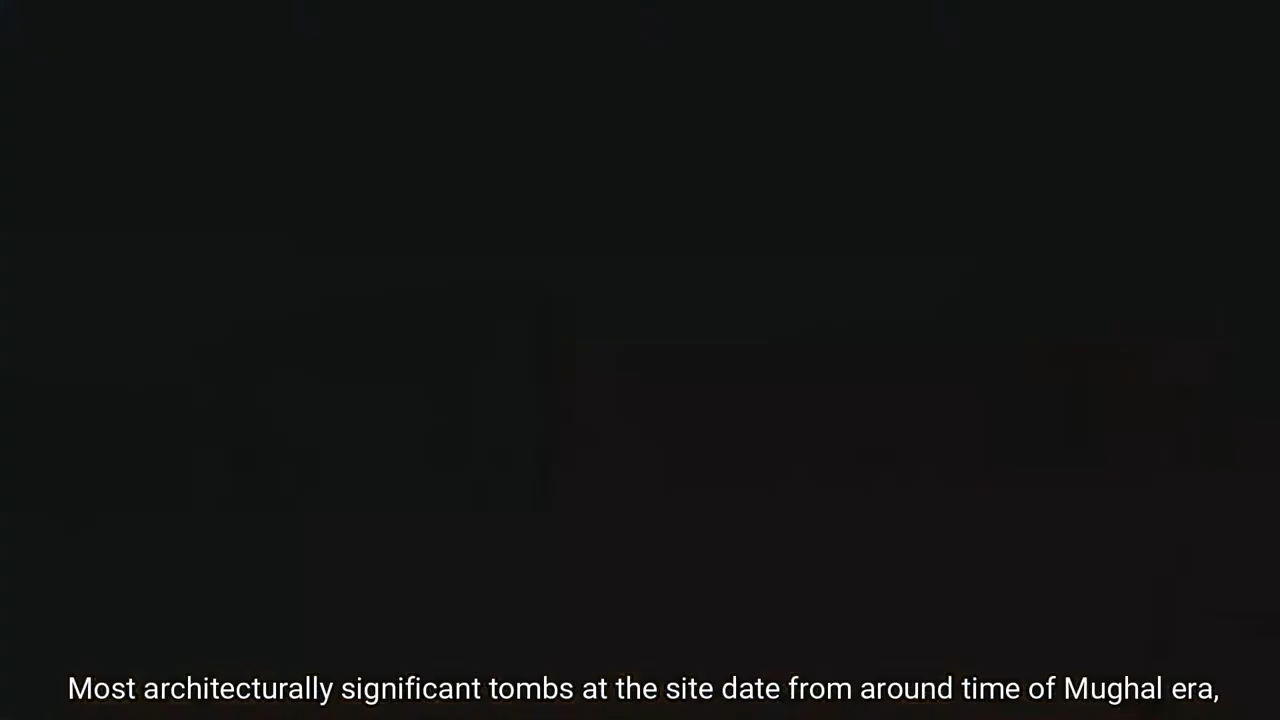 Most architecturally significant tombs at the site date from around time of Mughal era,